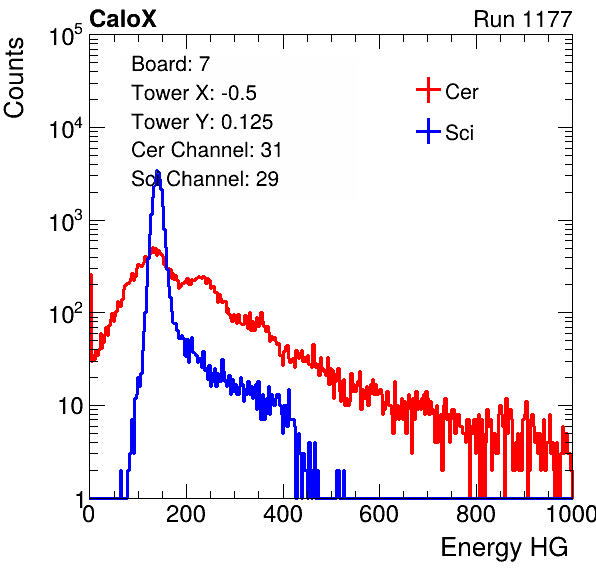 CaloX Run 1177
Counts
Board: 7
Tower X: -0.5
Tower Y: 0.125
Cer Channel: 31
Sci Channel: 29
Cer
Sci
10^5
10^4
10^3
10^2
10
1
0 200 400 600 800 1000
Energy HG